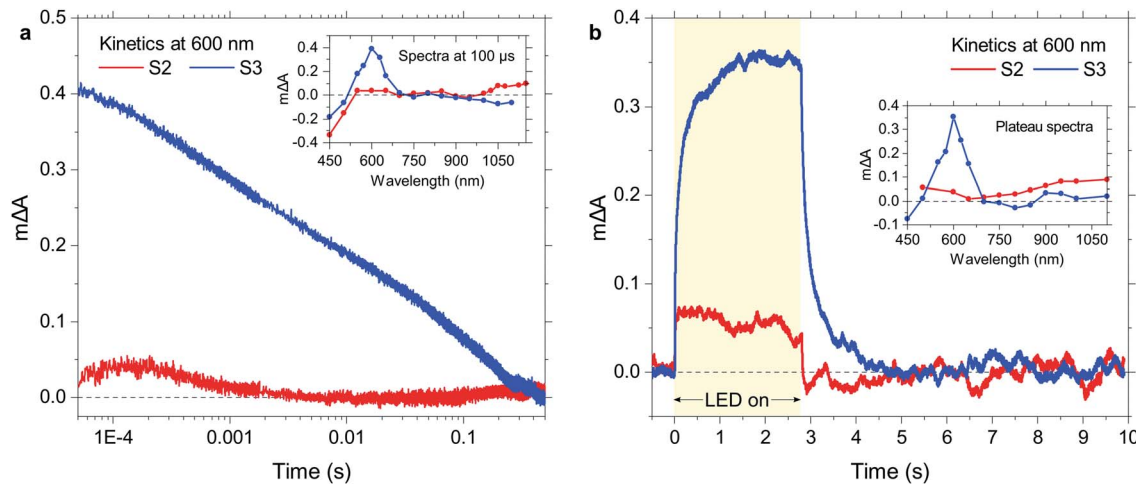 a
Kinetics at 600 nm
S2 S3
Spectra at 100 µs
0.4
0.2
0.0
-0.2
-0.4
450 600 750 900 1050
Wavelength (nm)
mΔA
0.5
0.4
0.3
0.2
0.1
0.0
mΔA
1E-4 0.001 0.01 0.1
Time (s)
b
Kinetics at 600 nm
S2 S3
Plateau spectra
0.4
0.3
0.2
0.1
0.0
-0.1
450 600 750 900 1050
Wavelength (nm)
mΔA
0.4
0.3
0.2
0.1
0.0
mΔA
LED on
0 1 2 3 4 5 6 7 8 9 10
Time (s)